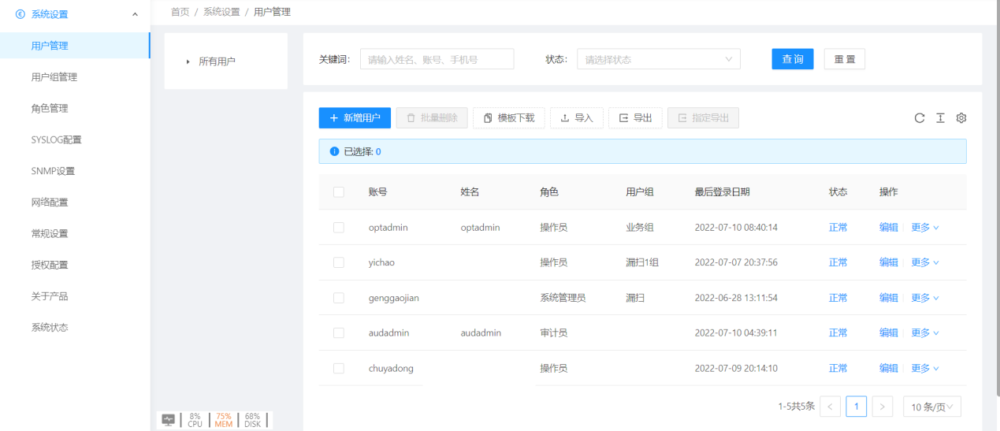 系统设置
用户管理
用户组管理
角色管理
SYSLOG配置
SNMP设置
网络配置
常规设置
授权配置
关于产品
系统状态
首页 / 系统设置 / 用户管理
所有用户
关键词: 请输入姓名、账号、手机号 状态: 请选择状态 查询 重置
新增用户 批量删除 模板下载 导入 导出 指定导出
已选择: 0
账号 姓名 角色 用户组 最后登录日期 状态 操作
optadmin optadmin 操作员 业务组 2022-07-10 08:40:14 正常 编辑 更多
yichao 操作员 漏扫1组 2022-07-07 20:37:56 正常 编辑 更多
genggaojian 系统管理员 漏扫 2022-06-28 13:11:54 正常 编辑 更多
audadmin audadmin 审计员 2022-07-10 04:39:11 正常 编辑 更多
chuyadong 操作员 2022-07-09 20:14:10 正常 编辑 更多
1-5共5条 < 1 > 10 条/页
8% 75% 68%
CPU MEM DISK